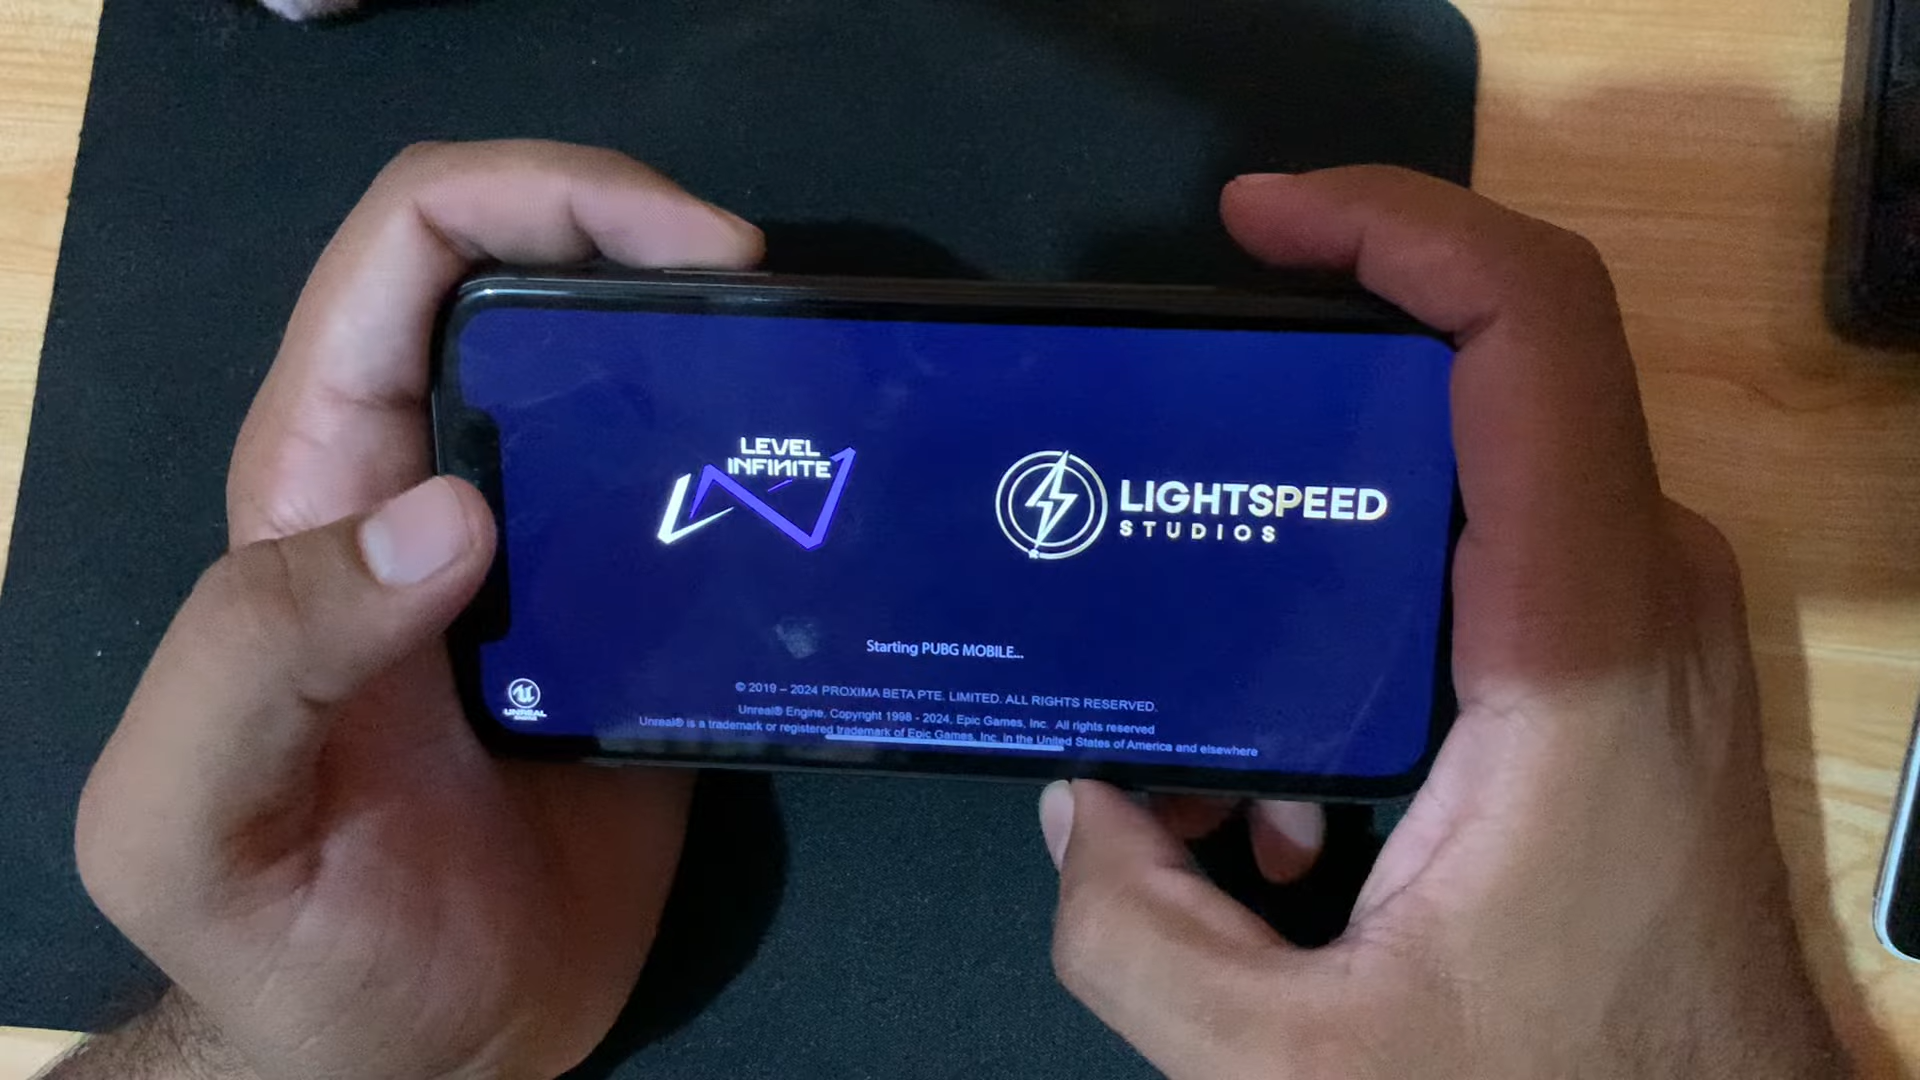 LEVEL
INFINITE
LIGHTSPEED
STUDIOS
Starting PUBG MOBILE...
© 2019 – 2024 PROXIMA BETA PTE. LIMITED. ALL RIGHTS RESERVED.
Unreal® Engine, Copyright 1998 - 2024, Epic Games, Inc. All rights reserved
Unreal® is a trademark or registered trademark of Epic Games, Inc. in the United States of America and elsewhere
UNREAL